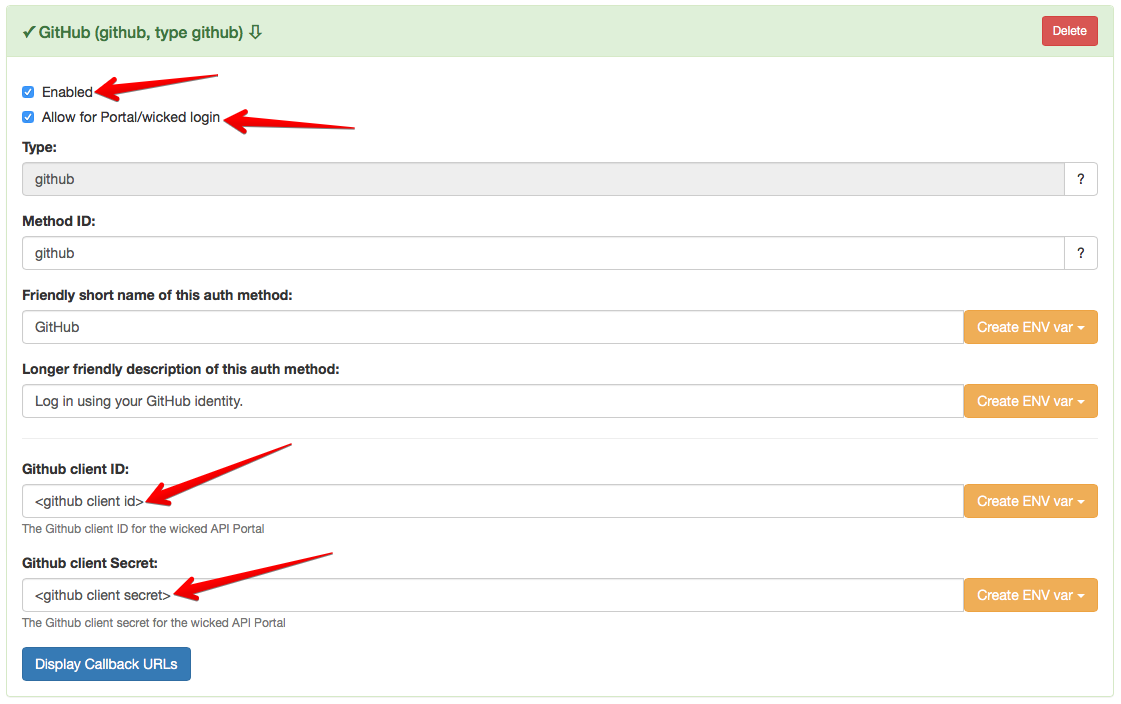 ✔GitHub (github, type github) ⇩
Delete
Enabled
Allow for Portal/wicked login
Type:
github ?
Method ID:
github ?
Friendly short name of this auth method:
GitHub Create ENV var
Longer friendly description of this auth method:
Log in using your GitHub identity. Create ENV var
Github client ID:
<github client id> Create ENV var
The Github client ID for the wicked API Portal
Github client Secret:
<github client secret> Create ENV var
The Github client secret for the wicked API Portal
Display Callback URLs